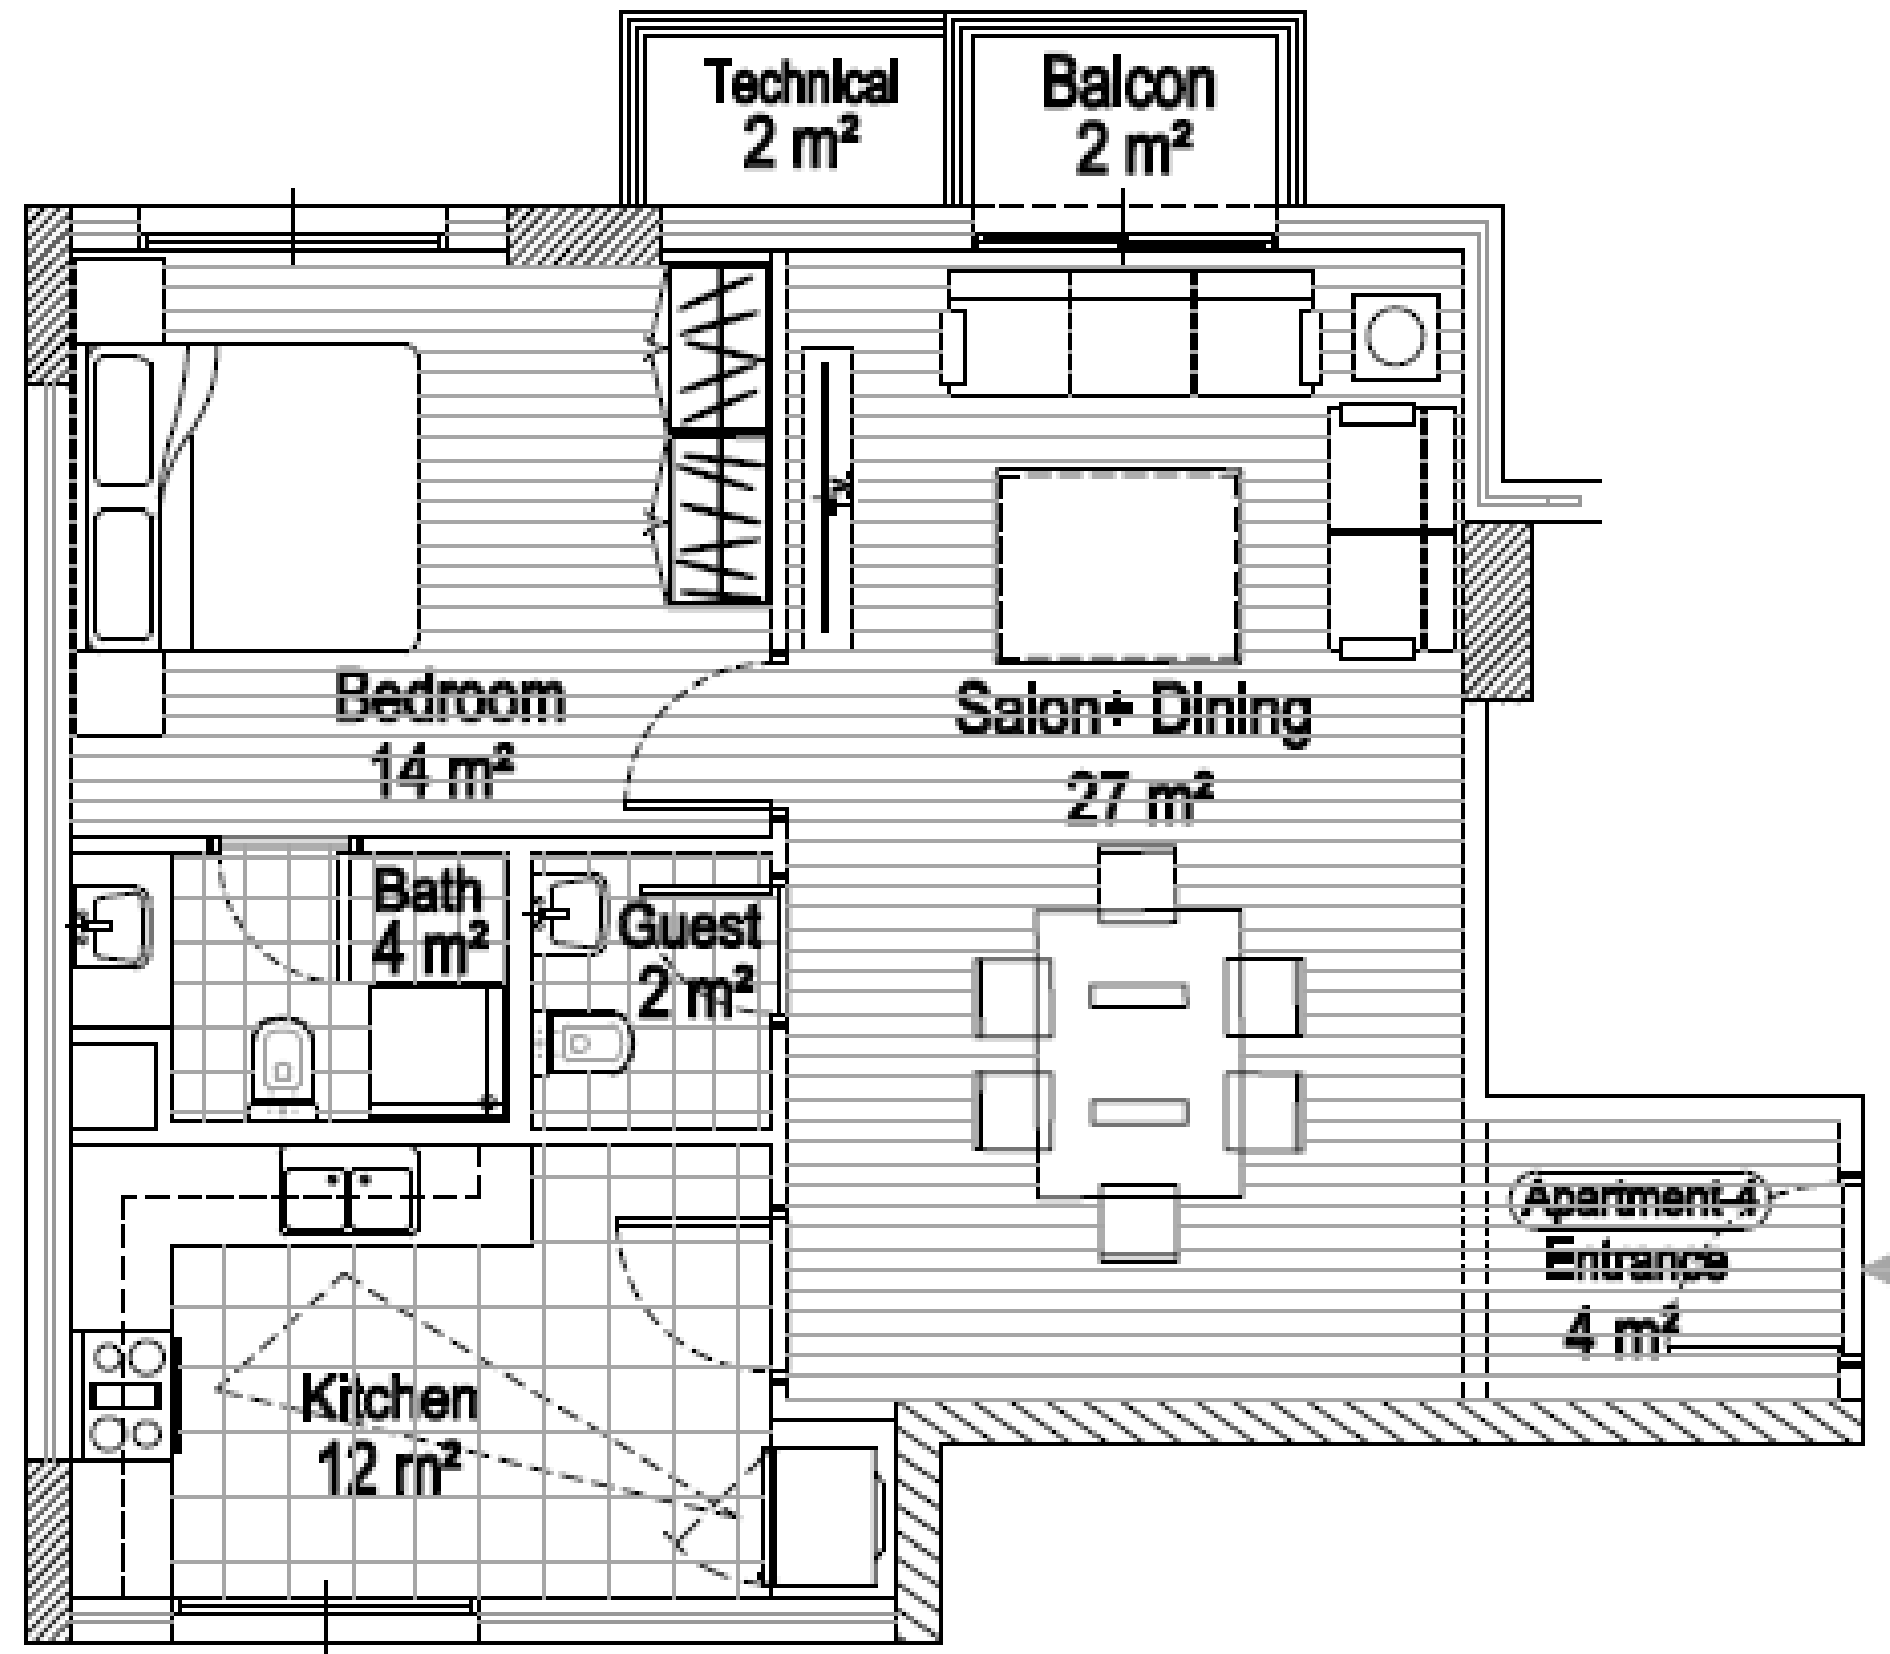 Technical
2 m²
Balcon
2 m²
Bedroom
14 m²
Salon+ Dining
27 m²
Bath
4 m²
Guest
2 m²
Apartment 4
Entrance
4 m²
Kitchen
12 m²